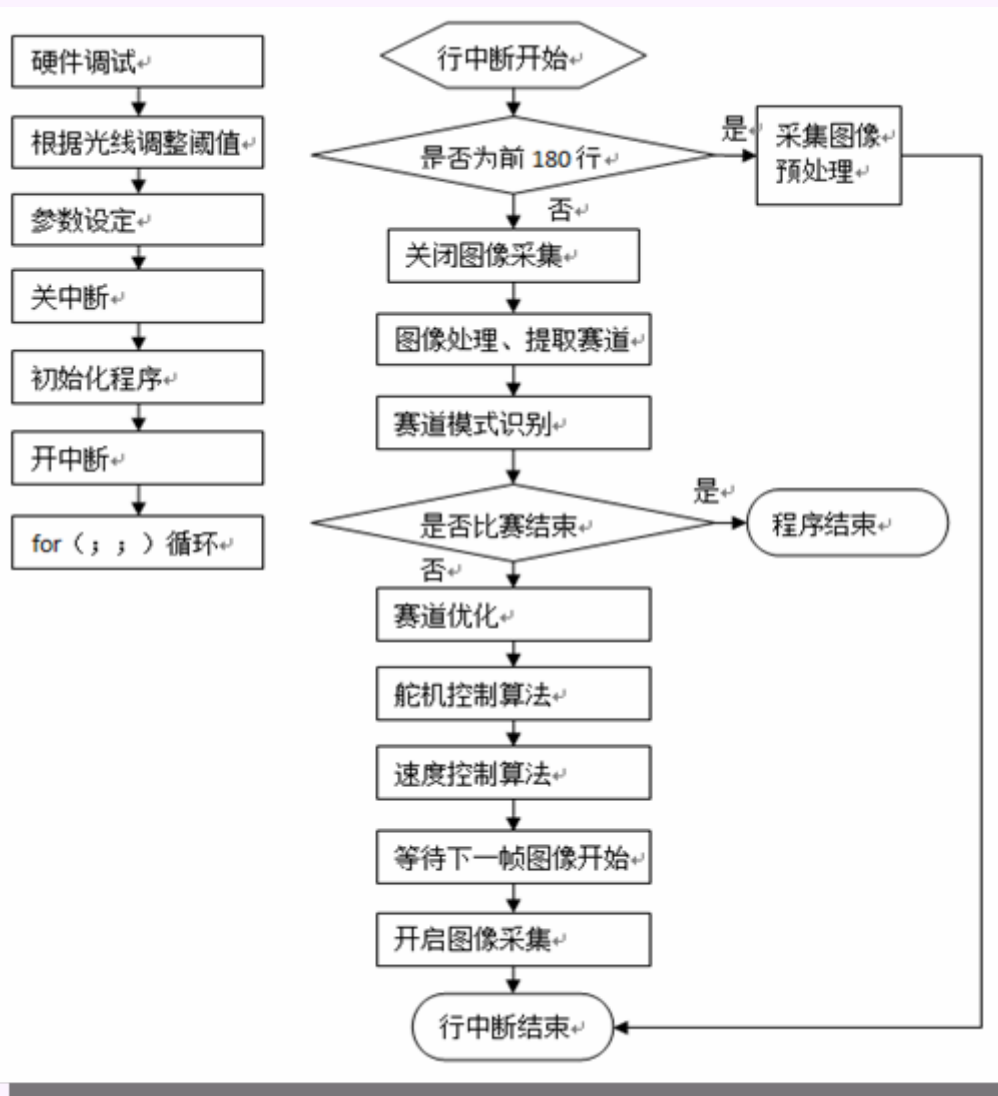 硬件调试
根据光线调整阈值
参数设定
关中断
初始化程序
开中断
for（；；）循环
行中断开始
是否为前 180 行
是
采集图像
预处理
否
关闭图像采集
图像处理、提取赛道
赛道模式识别
是否比赛结束
是
程序结束
否
赛道优化
舵机控制算法
速度控制算法
等待下一帧图像开始
开启图像采集
行中断结束